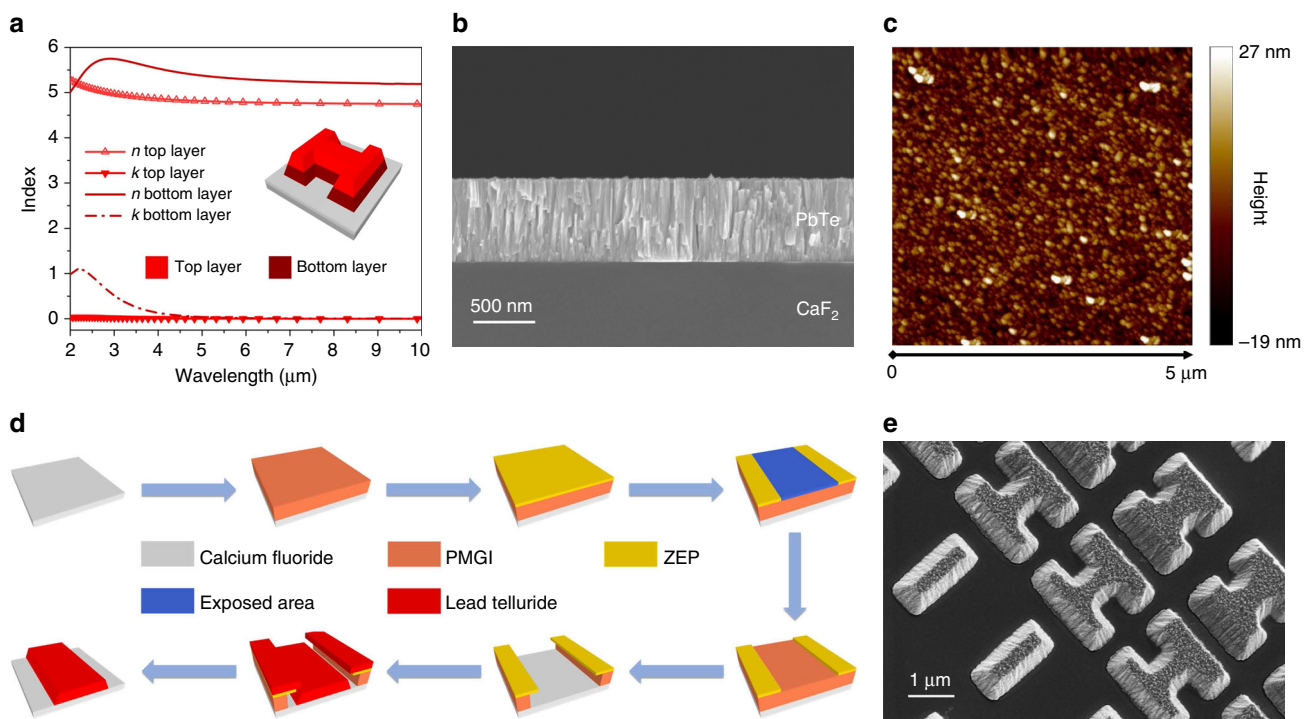 a
6
5
4
3
2
1
0
Index
n top layer
k top layer
n bottom layer
k bottom layer
Top layer
Bottom layer
2 3 4 5 6 7 8 9 10
Wavelength (μm)
b
PbTe
500 nm
CaF2
c
27 nm
Height
–19 nm
0
5 μm
d
Calcium fluoride
PMGI
ZEP
Exposed area
Lead telluride
e
1 μm